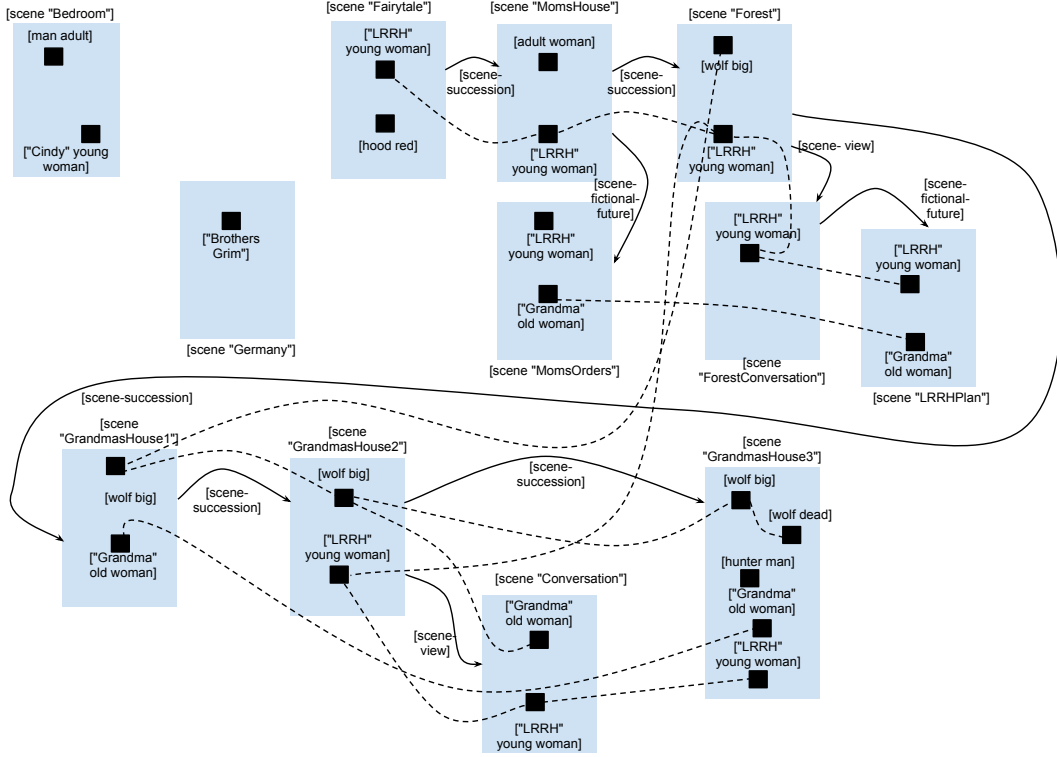 [scene "Bedroom"]
[man adult]
["Cindy" young
woman]
["Brothers
Grim"]
[scene "Germany"]
[scene "Fairytale"]
["LRRH"
young woman]
[hood red]
[scene-
succession]
[scene "MomsHouse"]
[adult woman]
["LRRH"
young woman]
[scene-
succession]
[scene-
fictional-
future]
["LRRH"
young woman]
["Grandma"
old woman]
[scene "MomsOrders"]
[scene "Forest"]
[wolf big]
["LRRH"
young woman]
[scene- view]
["LRRH"
young woman]
[scene
"ForestConversation"]
[scene-
fictional-
future]
["LRRH"
young woman]
["Grandma"
old woman]
[scene "LRRHPlan"]
[scene-succession]
[scene
"GrandmasHouse1"]
[wolf big]
["Grandma"
old woman]
[scene-
succession]
[scene
"GrandmasHouse2"]
[wolf big]
["LRRH"
young woman]
[scene-
succession]
[scene-
view]
[scene "Conversation"]
["Grandma"
old woman]
["LRRH"
young woman]
[scene
"GrandmasHouse3"]
[wolf big]
[wolf dead]
[hunter man]
["Grandma"
old woman]
["LRRH"
young woman]